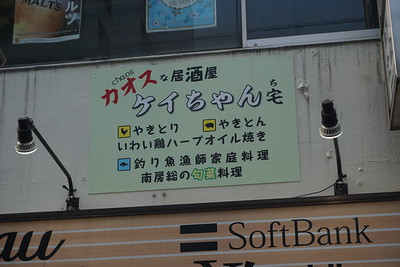 MALT'S
chaos
カオスな居酒屋
ケイちゃん宅
ち
やきとり やきとん
いわい鶏ハーブオイル焼き
釣り魚漁師家庭料理
南房総の旬菜料理
au
SoftBank